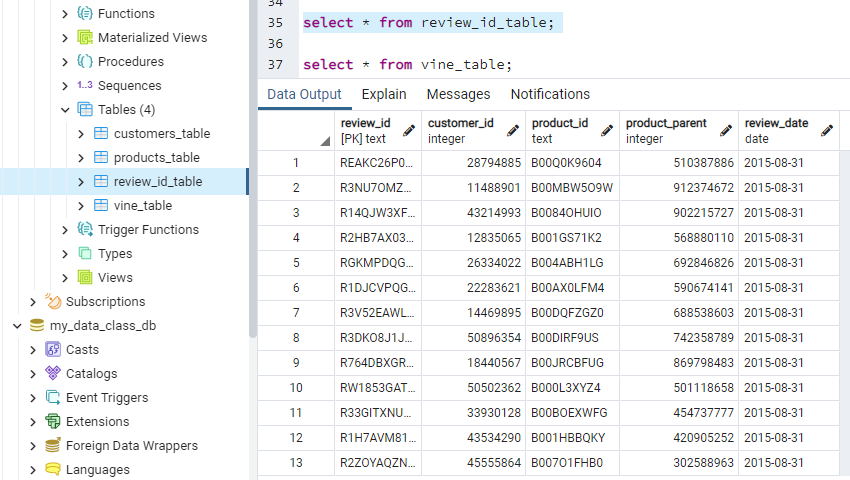 Functions
Materialized Views
Procedures
1..3 Sequences
Tables (4)
customers_table
products_table
review_id_table
vine_table
Trigger Functions
Types
Views
Subscriptions
my_data_class_db
Casts
Catalogs
Event Triggers
Extensions
Foreign Data Wrappers
Languages
34
35 select * from review_id_table;
36
37 select * from vine_table;
Data Output Explain Messages Notifications
review_id customer_id product_id product_parent review_date
[PK] text integer text integer date
1 REAKC26P0... 28794885 B00Q0K9604 510387886 2015-08-31
2 R3NU7OMZ... 11488901 B00MBW5O9W 912374672 2015-08-31
3 R14QJW3XF... 43214993 B0084OHUIO 902215727 2015-08-31
4 R2HB7AX03... 12835065 B001GS71K2 568880110 2015-08-31
5 RGKMPDQG... 26334022 B004ABH1LG 692846826 2015-08-31
6 R1DJCVPQG... 22283621 B00AX0LFM4 590674141 2015-08-31
7 R3V52EAWL... 14469895 B00DQFZGZ0 688538603 2015-08-31
8 R3DKO8J1J... 50896354 B00DIRF9US 742358789 2015-08-31
9 R764DBXGR... 18440567 B00JRCBFUG 869798483 2015-08-31
10 RW1853GAT... 50502362 B000L3XYZ4 501118658 2015-08-31
11 R33GITXNU... 33930128 B00BOEXWFG 454737777 2015-08-31
12 R1H7AVM81... 43534290 B001HBBQKY 420905252 2015-08-31
13 R2ZOYAQZN... 45555864 B007O1FHB0 302588963 2015-08-31